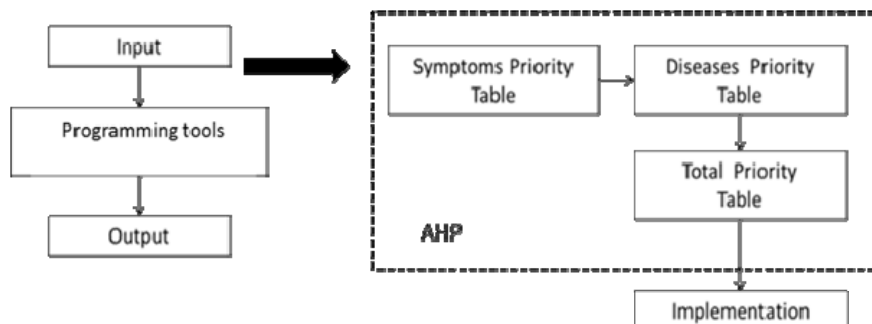 Input
Programming tools
Output
Symptoms Priority
Table
Diseases Priority
Table
Total Priority
Table
AHP
Implementation